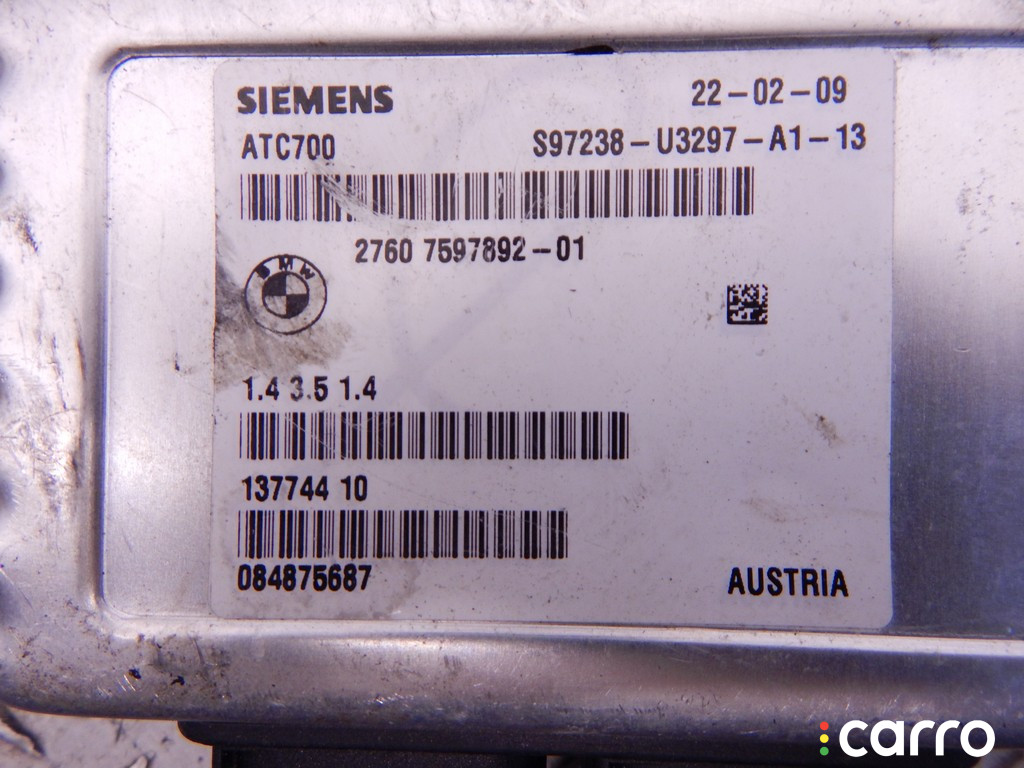 SIEMENS 22-02-09
ATC700 S97238-U3297-A1-13
2760 7597892-01
BMW
1.4 3.5 1.4
137744 10
084875687 AUSTRIA
carro